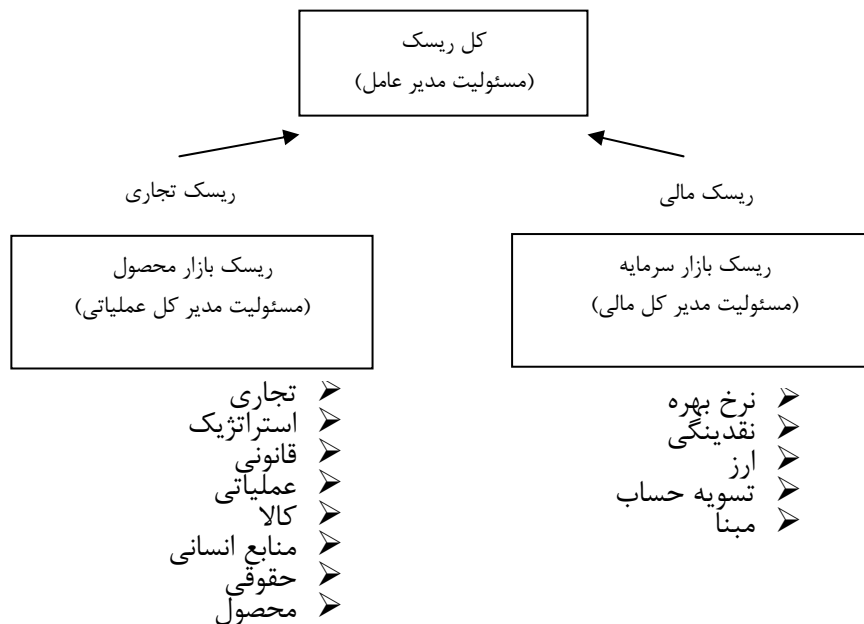 کل ریسک
(مسئولیت مدیر عامل)
ریسک مالی
ریسک تجاری
ریسک بازار سرمایه
(مسئولیت مدیر کل مالی)
ریسک بازار محصول
(مسئولیت مدیر کل عملیاتی)
نرخ بهره
نقدینگی
ارز
تسویه حساب
مبنا
تجاری
استراتژیک
قانونی
عملیاتی
کالا
منابع انسانی
حقوقی
محصول